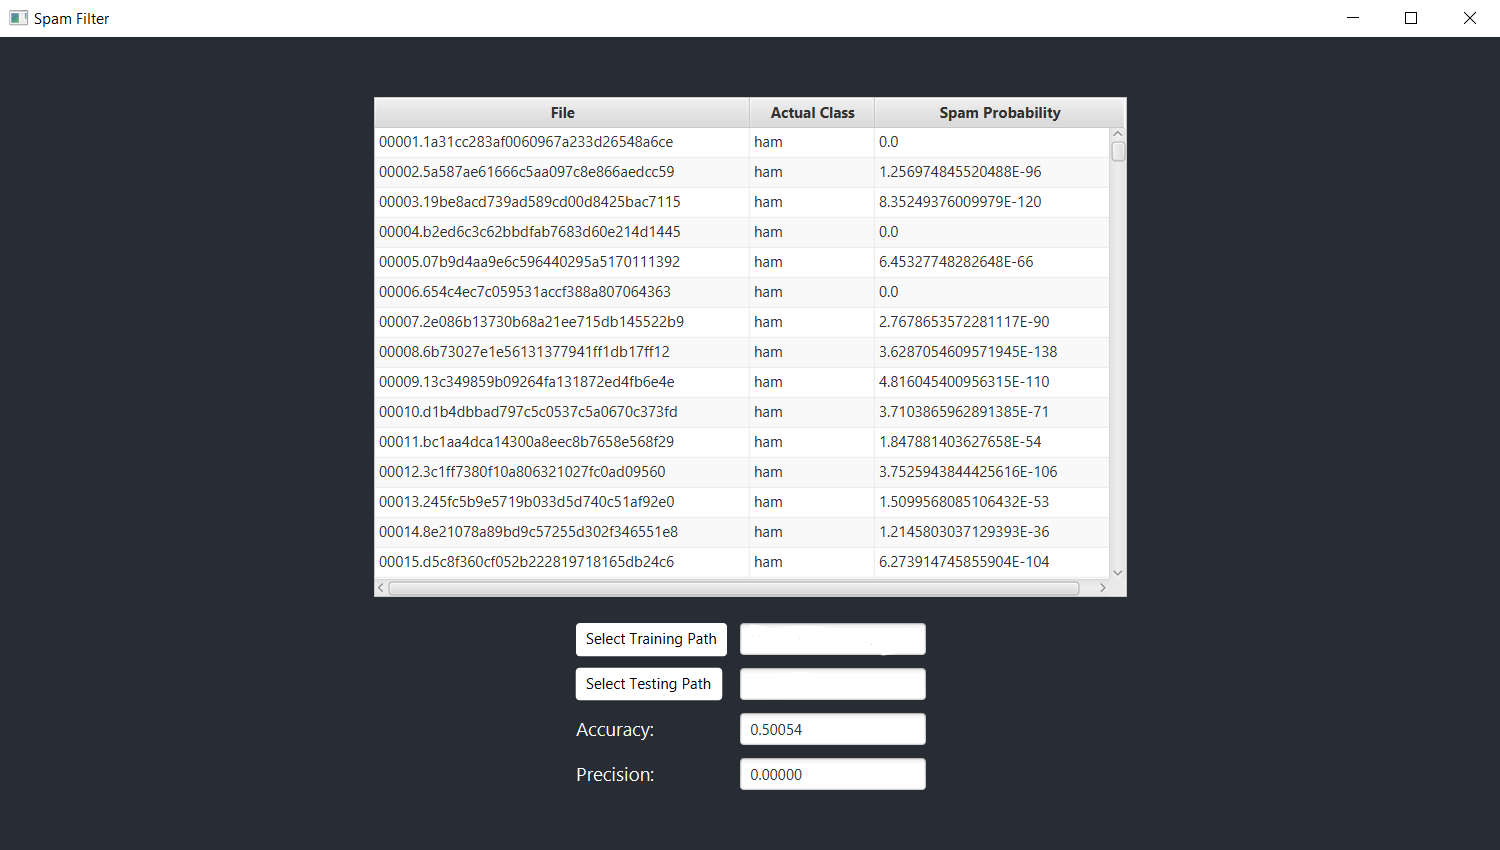 Spam Filter
File Actual Class Spam Probability
00001.1a31cc283af0060967a233d26548a6ce ham 0.0
00002.5a587ae61666c5aa097c8e866aedcc59 ham 1.256974845520488E-96
00003.19be8acd739ad589cd00d8425bac7115 ham 8.35249376009979E-120
00004.b2ed6c3c62bbdfab7683d60e214d1445 ham 0.0
00005.07b9d4aa9e6c596440295a5170111392 ham 6.45327748282648E-66
00006.654c4ec7c059531accf388a807064363 ham 0.0
00007.2e086b13730b68a21ee715db145522b9 ham 2.7678653572281117E-90
00008.6b73027e1e56131377941ff1db17ff12 ham 3.6287054609571945E-138
00009.13c349859b09264fa131872ed4fb6e4e ham 4.816045400956315E-110
00010.d1b4dbbad797c5c0537c5a0670c373fd ham 3.7103865962891385E-71
00011.bc1aa4dca14300a8eec8b7658e568f29 ham 1.847881403627658E-54
00012.3c1ff7380f10a806321027fc0ad09560 ham 3.7525943844425616E-106
00013.245fc5b9e5719b033d5d740c51af92e0 ham 1.5099568085106432E-53
00014.8e21078a89bd9c57255d302f346551e8 ham 1.2145803037129393E-36
00015.d5c8f360cf052b222819718165db24c6 ham 6.273914745855904E-104
Select Training Path
Select Testing Path
Accuracy: 0.50054
Precision: 0.00000